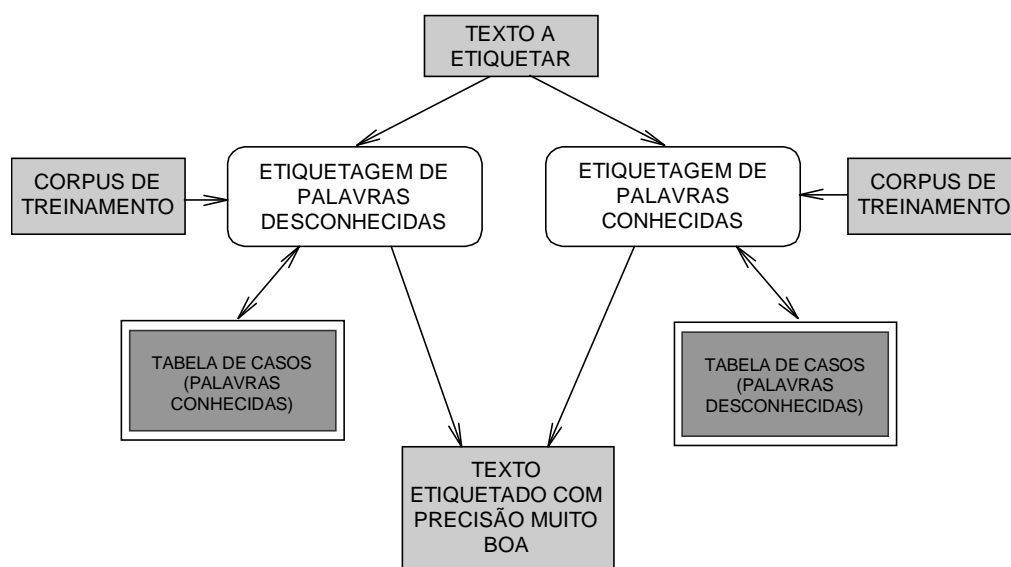 TEXTO A
ETIQUETAR
CORPUS DE
TREINAMENTO
ETIQUETAGEM DE
PALAVRAS
DESCONHECIDAS
ETIQUETAGEM DE
PALAVRAS
CONHECIDAS
CORPUS DE
TREINAMENTO
TABELA DE CASOS
(PALAVRAS
CONHECIDAS)
TABELA DE CASOS
(PALAVRAS
DESCONHECIDAS)
TEXTO
ETIQUETADO COM
PRECISÃO MUITO
BOA